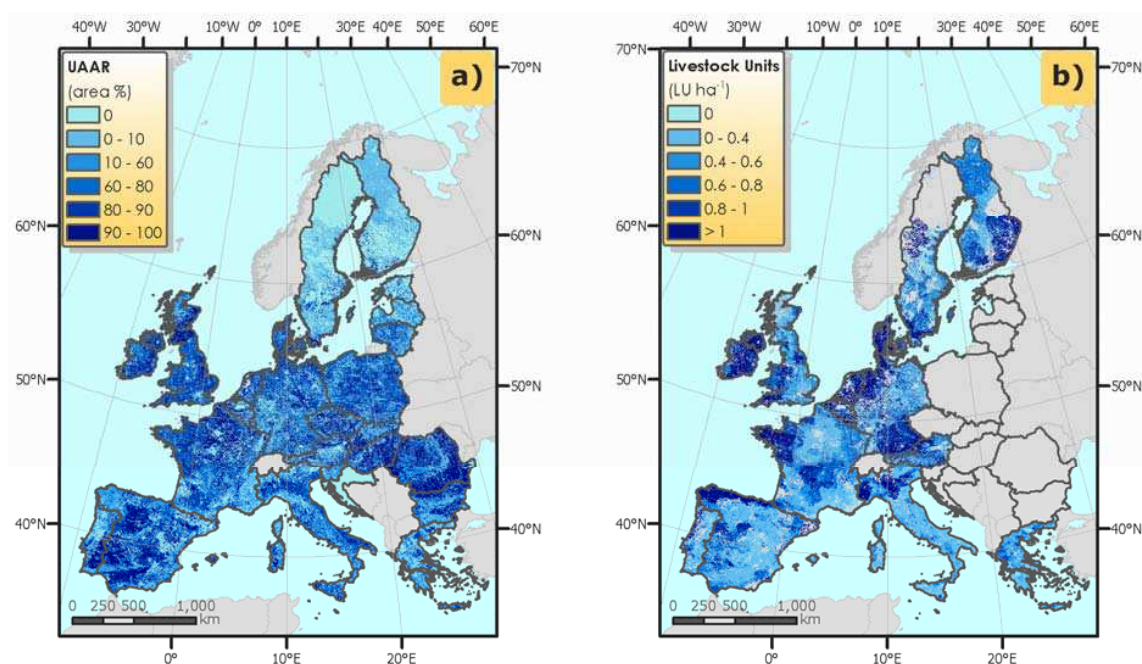 40°W 30°W 20°W 10°W 0° 10°E 20°E 30°E 40°E 50°E 60°E
UAAR
(area %)
0
0 - 10
10 - 60
60 - 80
80 - 90
90 - 100
a)
70°N
60°N
60°N
50°N
50°N
40°N
40°N
0 250 500 1,000
km
0° 10°E 20°E
40°W 30°W 20°W 10°W 0° 10°E 20°E 30°E 40°E 50°E 60°E
70°N
Livestock Units
(LU ha⁻¹)
0
0 - 0.4
0.4 - 0.6
0.6 - 0.8
0.8 - 1
>1
b)
70°N
60°N
60°N
50°N
50°N
40°N
40°N
0 250 500 1,000
km
0° 10°E 20°E